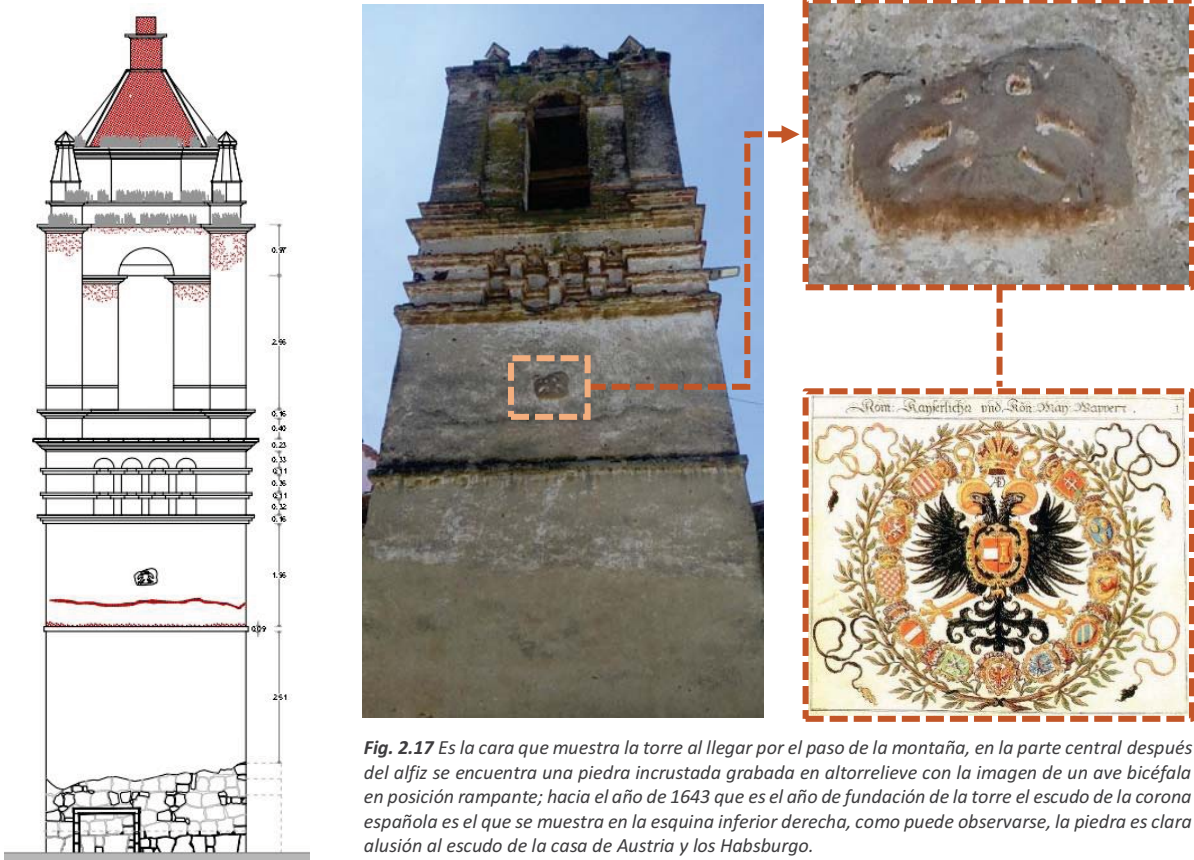 0.97
2.96
0.16
0.40
0.23
0.33
0.11
0.36
0.11
0.32
0.16
1.96
0.09
2.51
Röm: Kayserlicher und Kön: May: Wappen. 1
Fig. 2.17 Es la cara que muestra la torre al llegar por el paso de la montaña, en la parte central después
del alfiz se encuentra una piedra incrustada grabada en altorrelieve con la imagen de un ave bicéfala
en posición rampante; hacia el año de 1643 que es el año de fundación de la torre el escudo de la corona
española es el que se muestra en la esquina inferior derecha, como puede observarse, la piedra es clara
alusión al escudo de la casa de Austria y los Habsburgo.